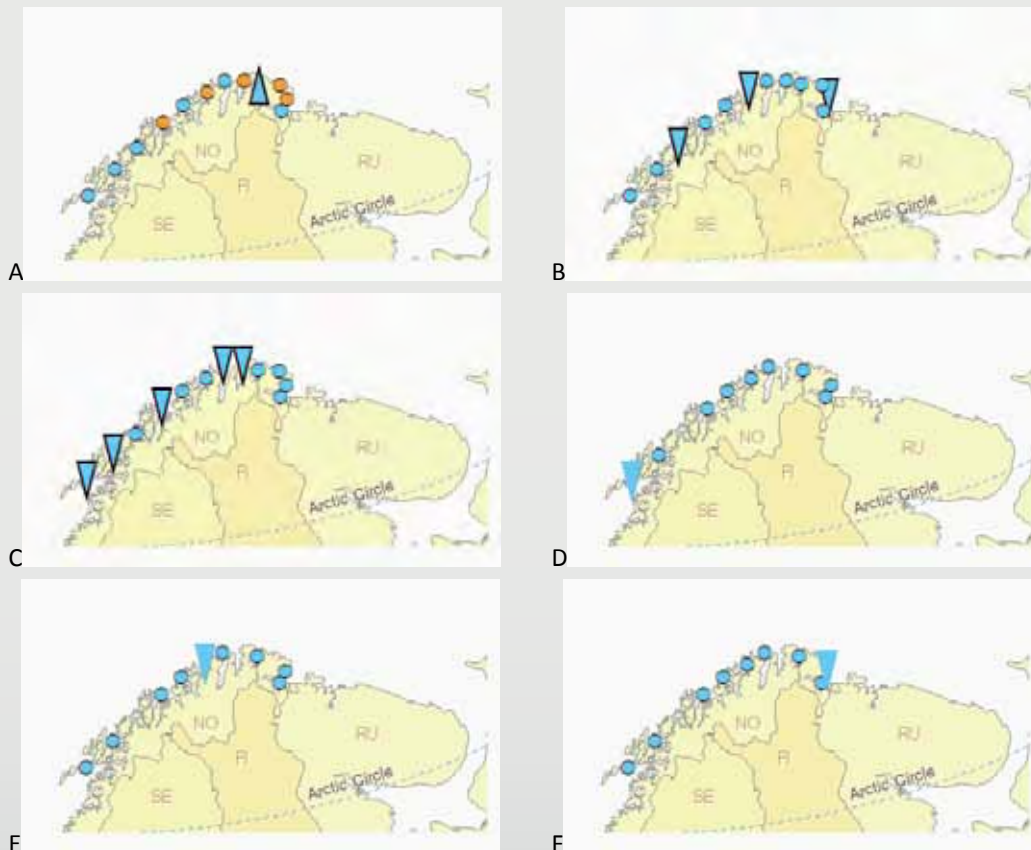 NO
FI
RU
SE
Arctic Circle
A
NO
FI
RU
SE
Arctic Circle
B
NO
FI
RU
SE
Arctic Circle
C
NO
FI
RU
SE
Arctic Circle
D
NO
FI
RU
SE
Arctic Circle
E
NO
FI
RU
SE
Arctic Circle
F